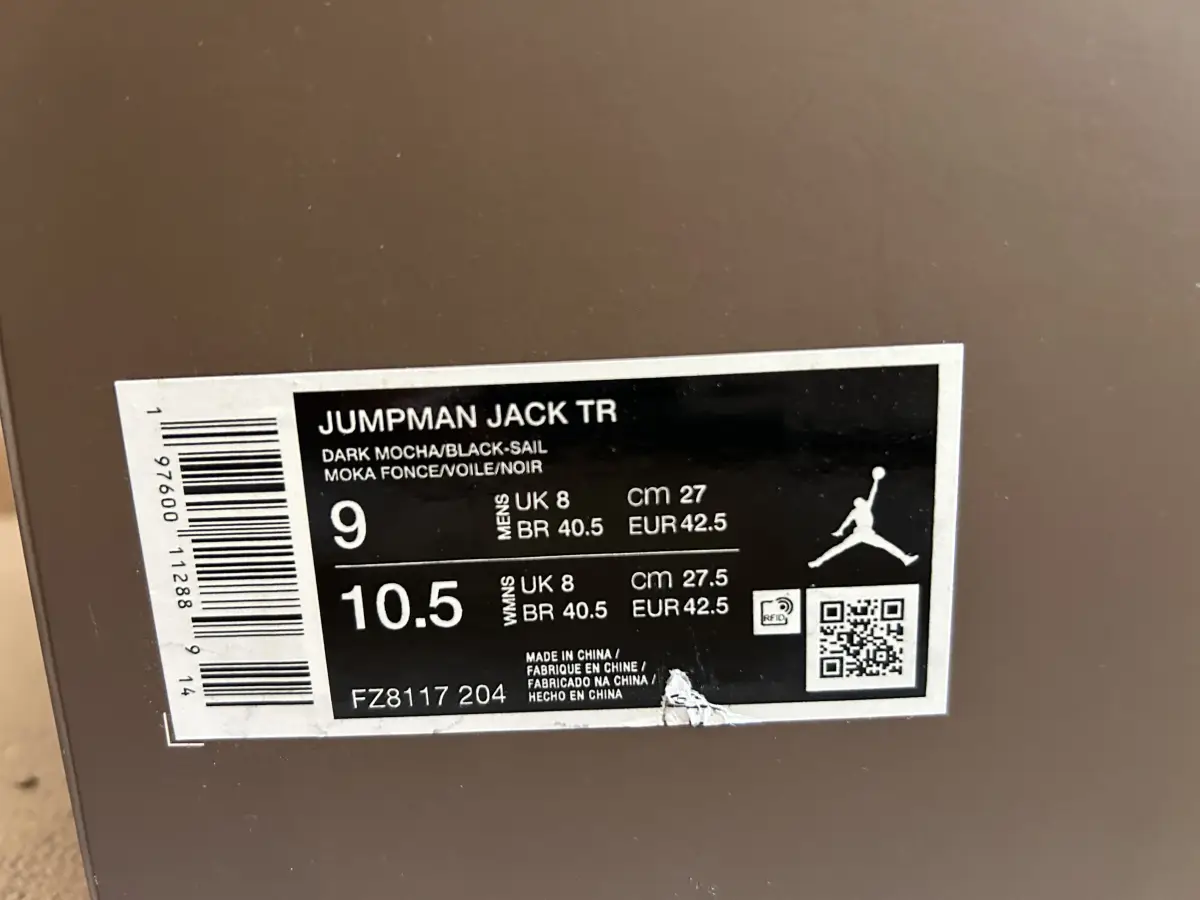 JUMPMAN JACK TR
DARK MOCHA/BLACK-SAIL
MOKA FONCE/VOILE/NOIR
9 MENS UK 8 cm 27
BR 40.5 EUR 42.5
10.5 WMNS UK 8 cm 27.5
BR 40.5 EUR 42.5
RFID
MADE IN CHINA /
FABRIQUE EN CHINE /
FABRICADO NA CHINA /
HECHO EN CHINA
FZ8117 204
1 97600 11288 9 14